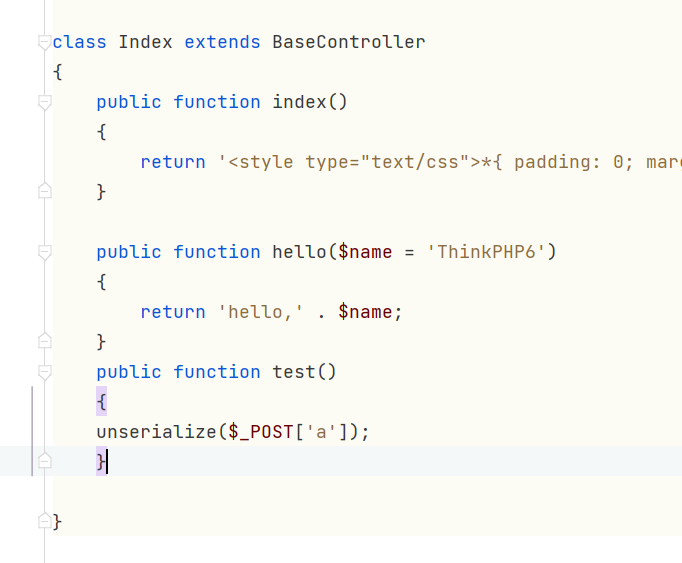 class Index extends BaseController
{
public function index()
{
return '<style type="text/css">*{ padding: 0; marg
}
public function hello($name = 'ThinkPHP6')
{
return 'hello,' . $name;
}
public function test()
{
unserialize($_POST['a']);
}
}